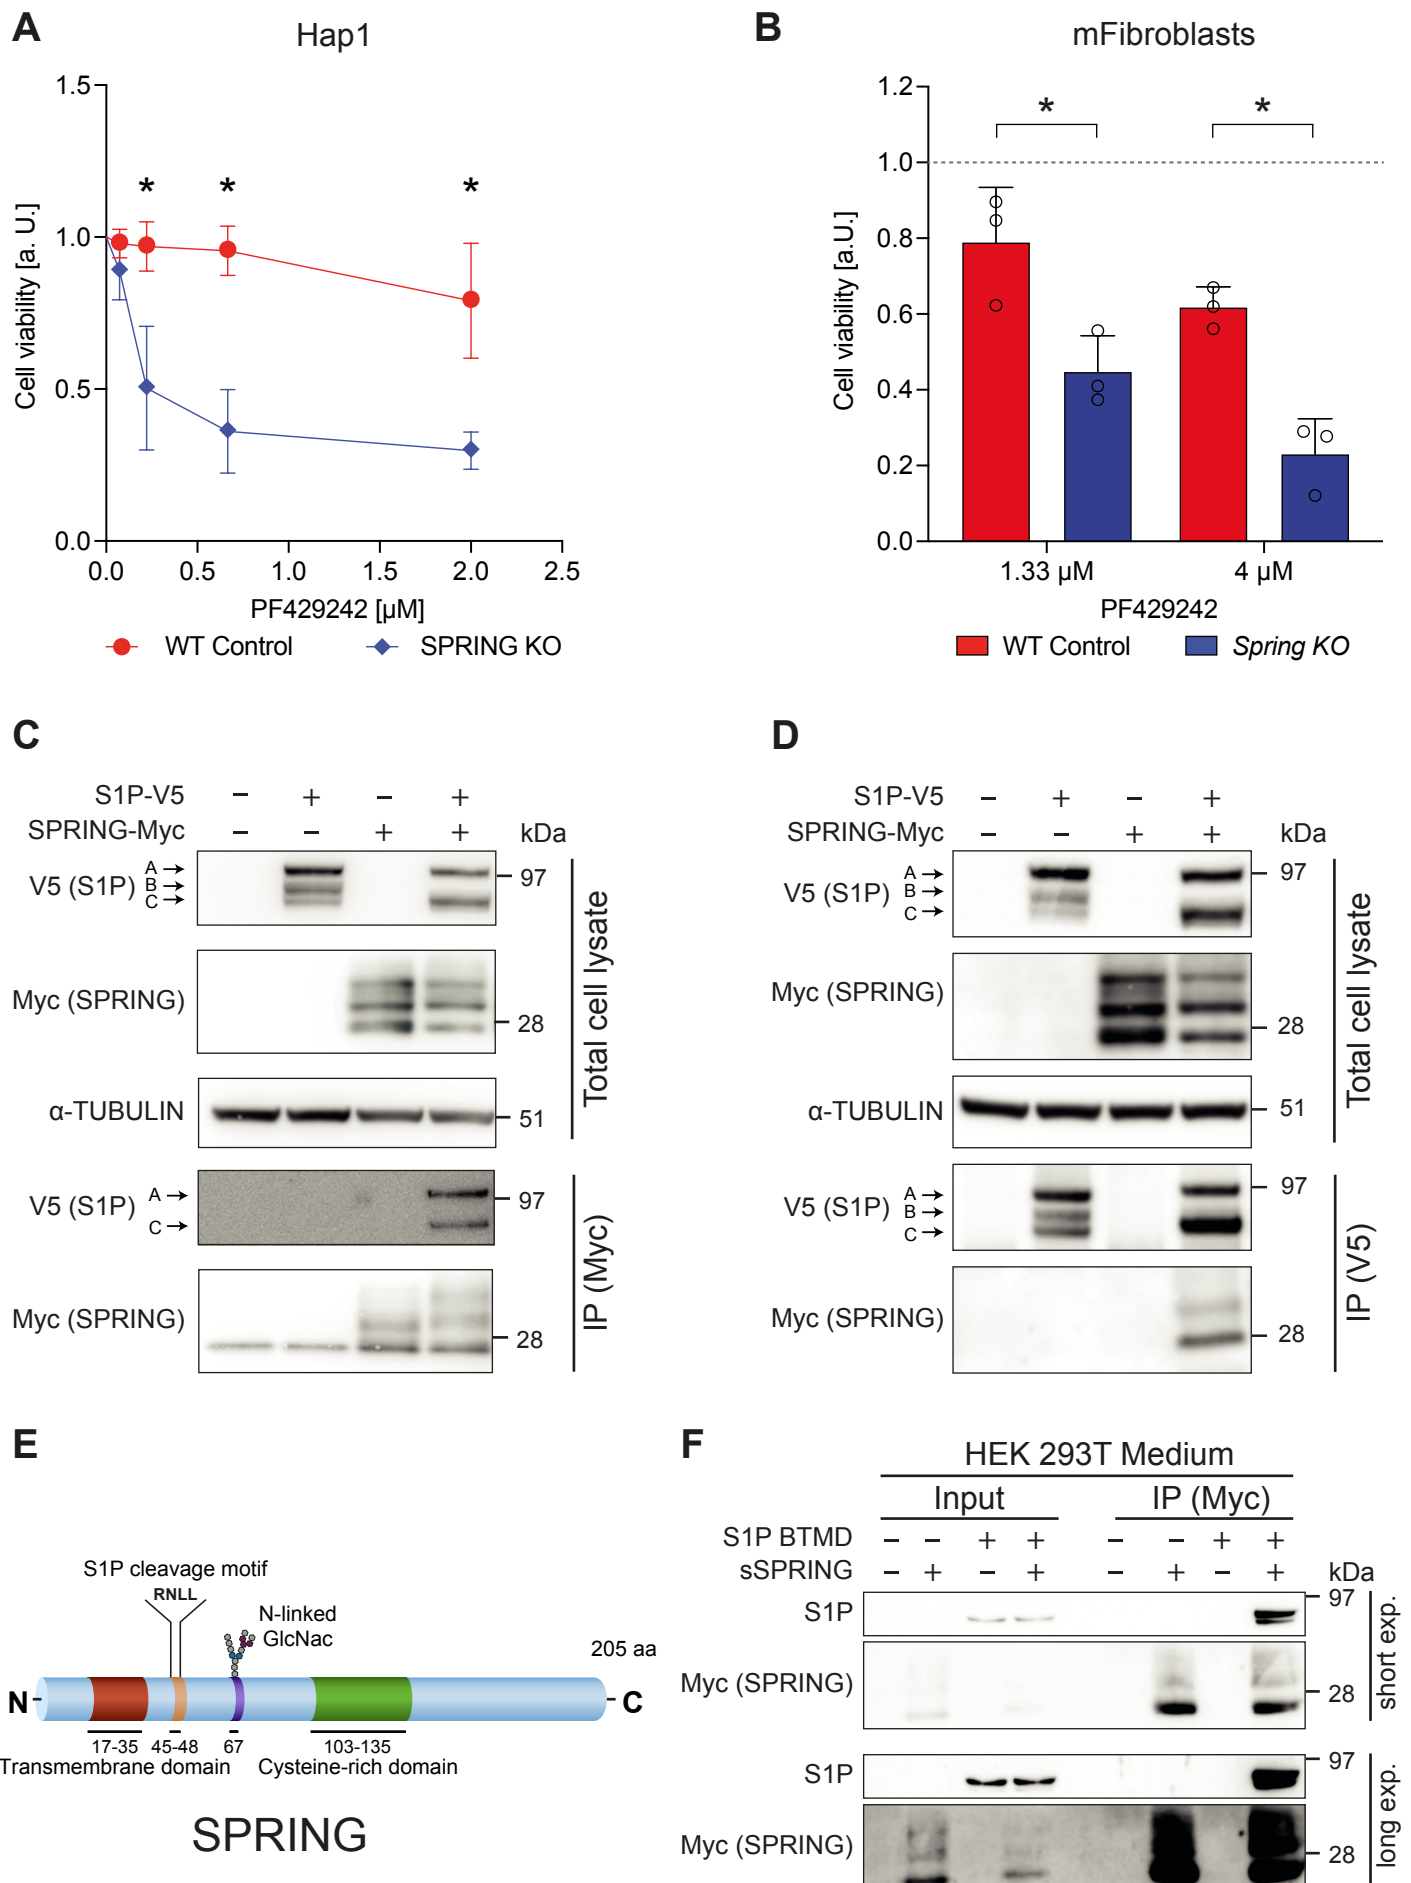 A
Hap1
1.5
1.0
0.5
0.0
Cell viability [a. U.]
* * *
0.0 0.5 1.0 1.5 2.0 2.5
PF429242 [µM]
WT Control SPRING KO
B
mFibroblasts
1.2
1.0
0.8
0.6
0.4
0.2
0.0
Cell viability [a.U.]
* *
1.33 µM 4 µM
PF429242
WT Control Spring KO
C
S1P-V5 – + – +
SPRING-Myc – – + + kDa
V5 (S1P) A B C 97
Myc (SPRING) 28
α-TUBULIN 51
Total cell lysate
V5 (S1P) A C 97
Myc (SPRING) 28
IP (Myc)
D
S1P-V5 – + – +
SPRING-Myc – – + + kDa
V5 (S1P) A B C 97
Myc (SPRING) 28
α-TUBULIN 51
Total cell lysate
V5 (S1P) A B C 97
Myc (SPRING) 28
IP (V5)
E
S1P cleavage motif
RNLL
N-linked
GlcNac
205 aa
N C
17-35 45-48 67 103-135
Transmembrane domain Cysteine-rich domain
SPRING
F
HEK 293T Medium
Input IP (Myc)
S1P BTMD – – + + – – + +
sSPRING – + – + – + – + kDa
S1P 97
Myc (SPRING) 28
short exp.
S1P 97
Myc (SPRING) 28
long exp.